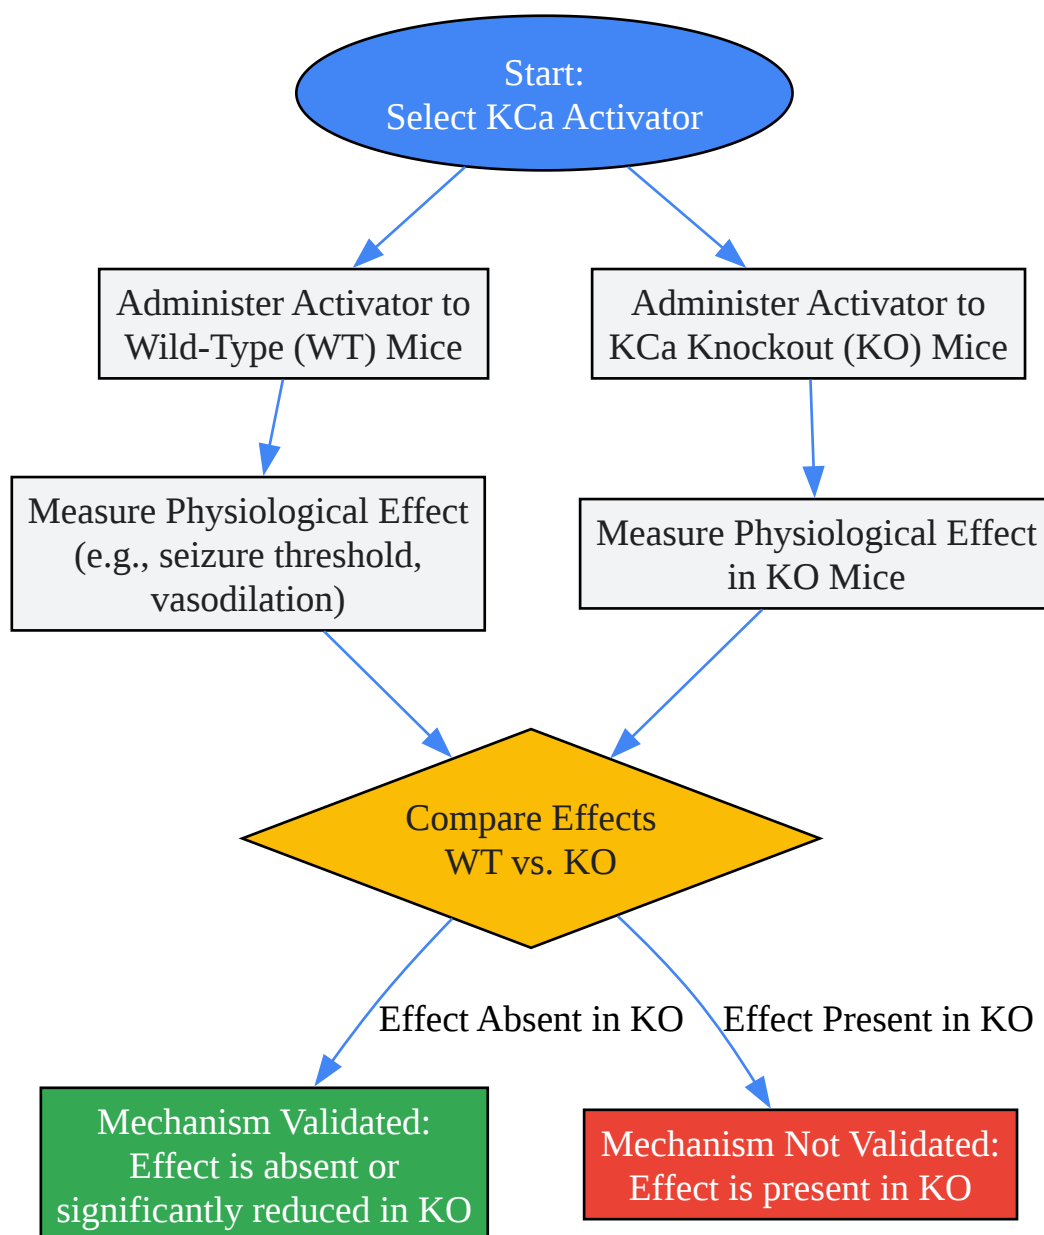 Start:
Select KCa Activator
Administer Activator to
Wild-Type (WT) Mice
Administer Activator to
KCa Knockout (KO) Mice
Measure Physiological Effect
(e.g., seizure threshold,
vasodilation)
Measure Physiological Effect
in KO Mice
Compare Effects
WT vs. KO
Effect Absent in KO
Effect Present in KO
Mechanism Validated:
Effect is absent or
significantly reduced in KO
Mechanism Not Validated:
Effect is present in KO